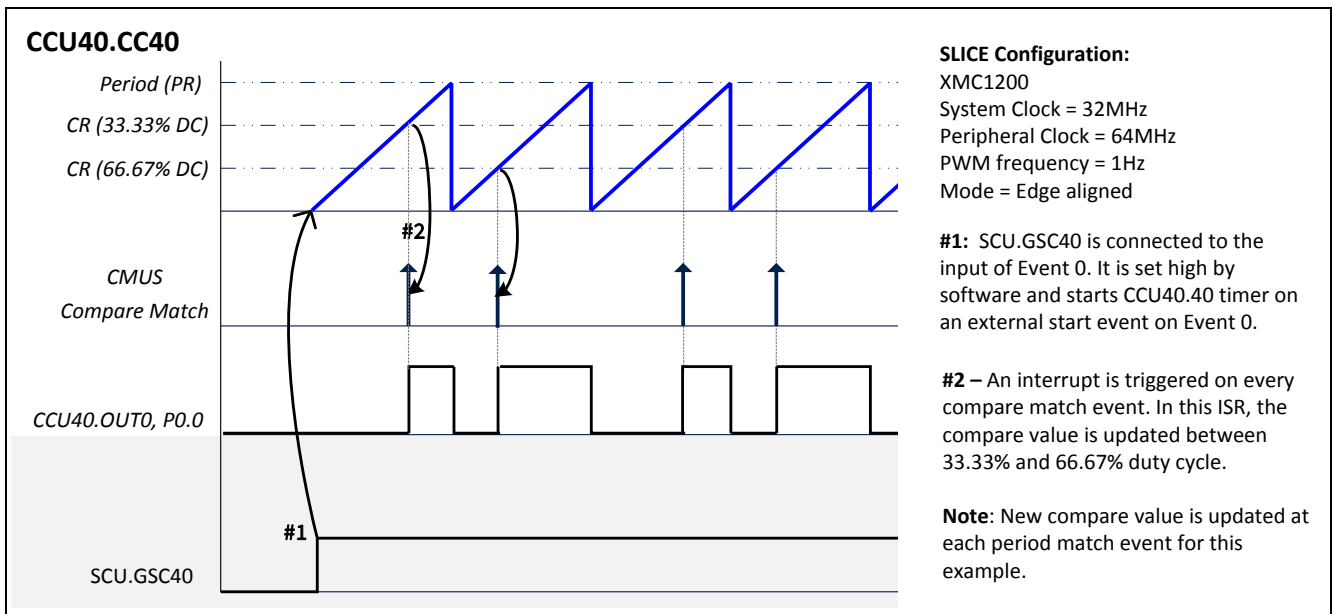 CCU40.CC40
Period (PR)
CR (33.33% DC)
CR (66.67% DC)
#2
CMUS
Compare Match
CCU40.OUT0, P0.0
#1
SCU.GSC40
SLICE Configuration:
XMC1200
System Clock = 32MHz
Peripheral Clock = 64MHz
PWM frequency = 1Hz
Mode = Edge aligned
#1: SCU.GSC40 is connected to the
input of Event 0. It is set high by
software and starts CCU40.40 timer on
an external start event on Event 0.
#2 – An interrupt is triggered on every
compare match event. In this ISR, the
compare value is updated between
33.33% and 66.67% duty cycle.
Note: New compare value is updated at
each period match event for this
example.